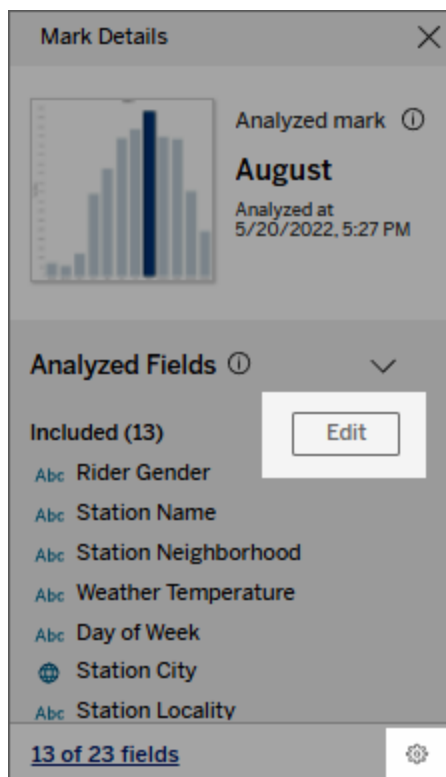 Mark Details
Analyzed mark
August
Analyzed at
5/20/2022, 5:27 PM
Analyzed Fields
Included (13)
Edit
Abc Rider Gender
Abc Station Name
Abc Station Neighborhood
Abc Weather Temperature
Abc Day of Week
Station City
Abc Station Locality
13 of 23 fields